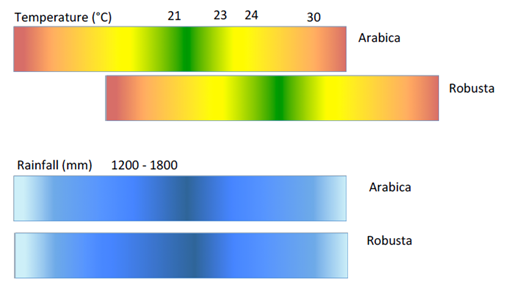 Temperature (°C) 21 23 24 30
Arabica
Robusta
Rainfall (mm) 1200 - 1800
Arabica
Robusta